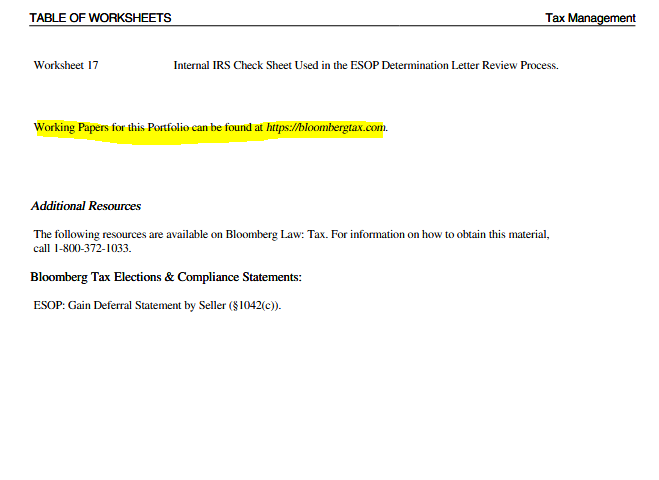 TABLE OF WORKSHEETS Tax Management
Worksheet 17 Internal IRS Check Sheet Used in the ESOP Determination Letter Review Process.
Working Papers for this Portfolio can be found at https://bloombergtax.com.
Additional Resources
The following resources are available on Bloomberg Law: Tax. For information on how to obtain this material,
call 1-800-372-1033.
Bloomberg Tax Elections & Compliance Statements:
ESOP: Gain Deferral Statement by Seller (§1042(c)).